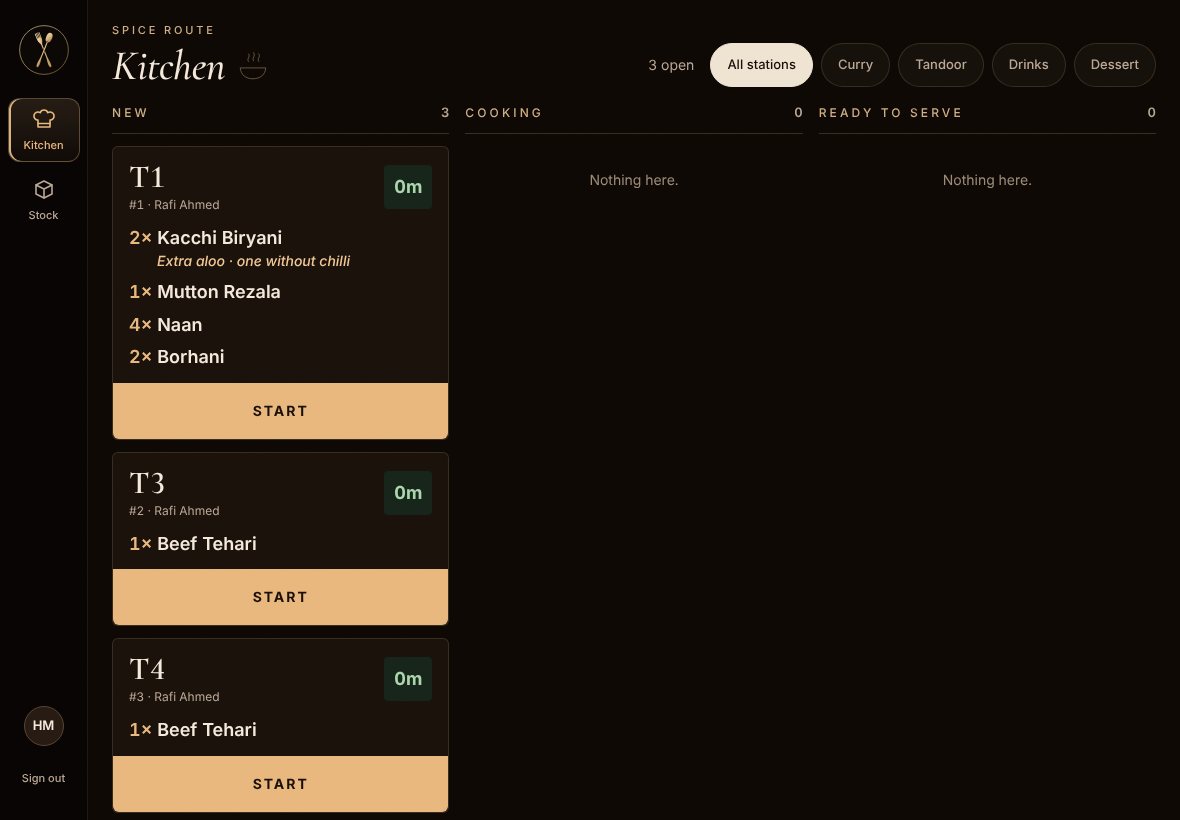 SPICE ROUTE
Kitchen
3 open
All stations
Curry
Tandoor
Drinks
Dessert
Kitchen
Stock
HM
Sign out
NEW 3
T1
0m
#1 · Rafi Ahmed
2× Kacchi Biryani
Extra aloo · one without chilli
1× Mutton Rezala
4× Naan
2× Borhani
START
T3
0m
#2 · Rafi Ahmed
1× Beef Tehari
START
T4
0m
#3 · Rafi Ahmed
1× Beef Tehari
START
COOKING 0
Nothing here.
READY TO SERVE 0
Nothing here.